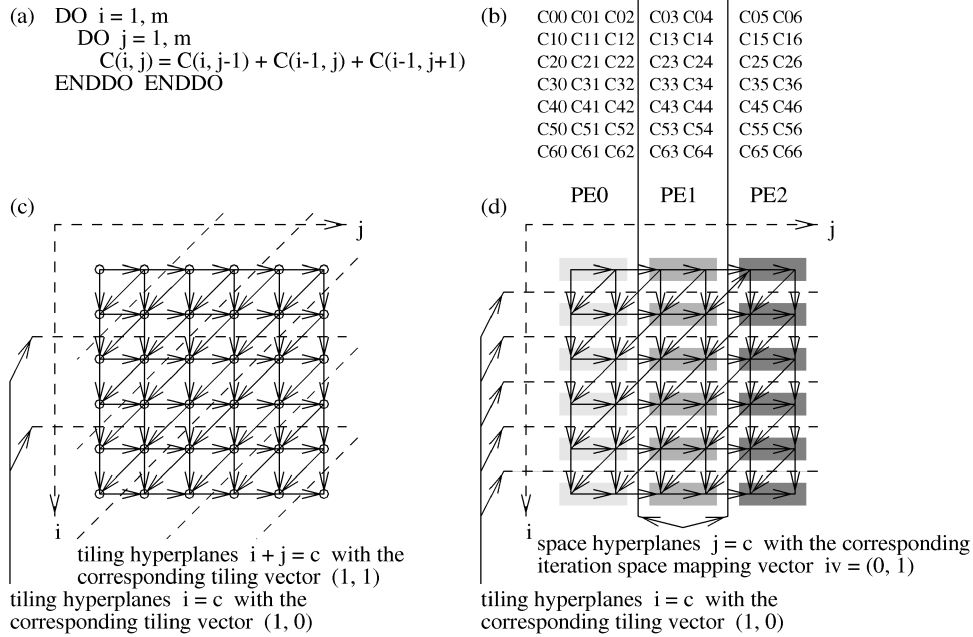 (a) DO i = 1, m
DO j = 1, m
C(i, j) = C(i, j-1) + C(i-1, j) + C(i-1, j+1)
ENDDO ENDDO
(b) C00 C01 C02 C03 C04 C05 C06
C10 C11 C12 C13 C14 C15 C16
C20 C21 C22 C23 C24 C25 C26
C30 C31 C32 C33 C34 C35 C36
C40 C41 C42 C43 C44 C45 C46
C50 C51 C52 C53 C54 C55 C56
C60 C61 C62 C63 C64 C65 C66
PE0 PE1 PE2
(c)
j
i
tiling hyperplanes i + j = c with the
corresponding tiling vector (1, 1)
tiling hyperplanes i = c with the
corresponding tiling vector (1, 0)
(d)
j
i
space hyperplanes j = c with the corresponding
iteration space mapping vector iv = (0, 1)
tiling hyperplanes i = c with the
corresponding tiling vector (1, 0)